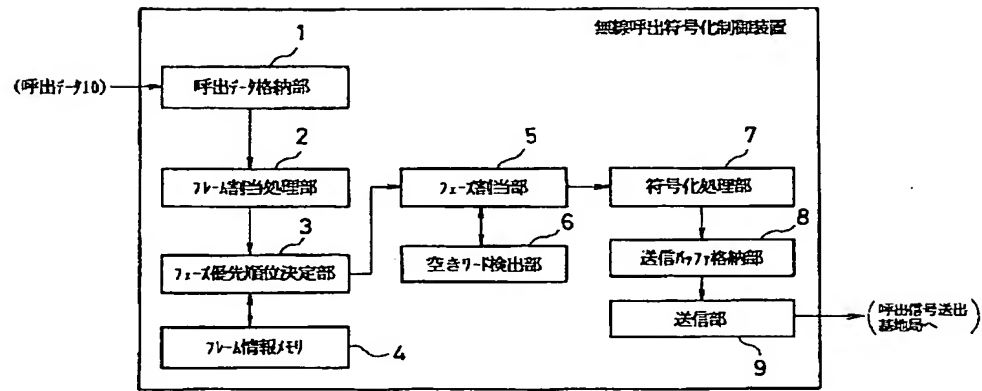 無線呼出符号化制御装置
1
(呼出データ10)
呼出データ格納部
2
フレーム割当処理部
3
フェーズ優先順位決定部
フレーム情報メモリ
4
5
フェーズ割当部
6
空きワード検出部
7
符号化処理部
8
送信バッファ格納部
送信部
9
(呼出信号送出
基地局へ)